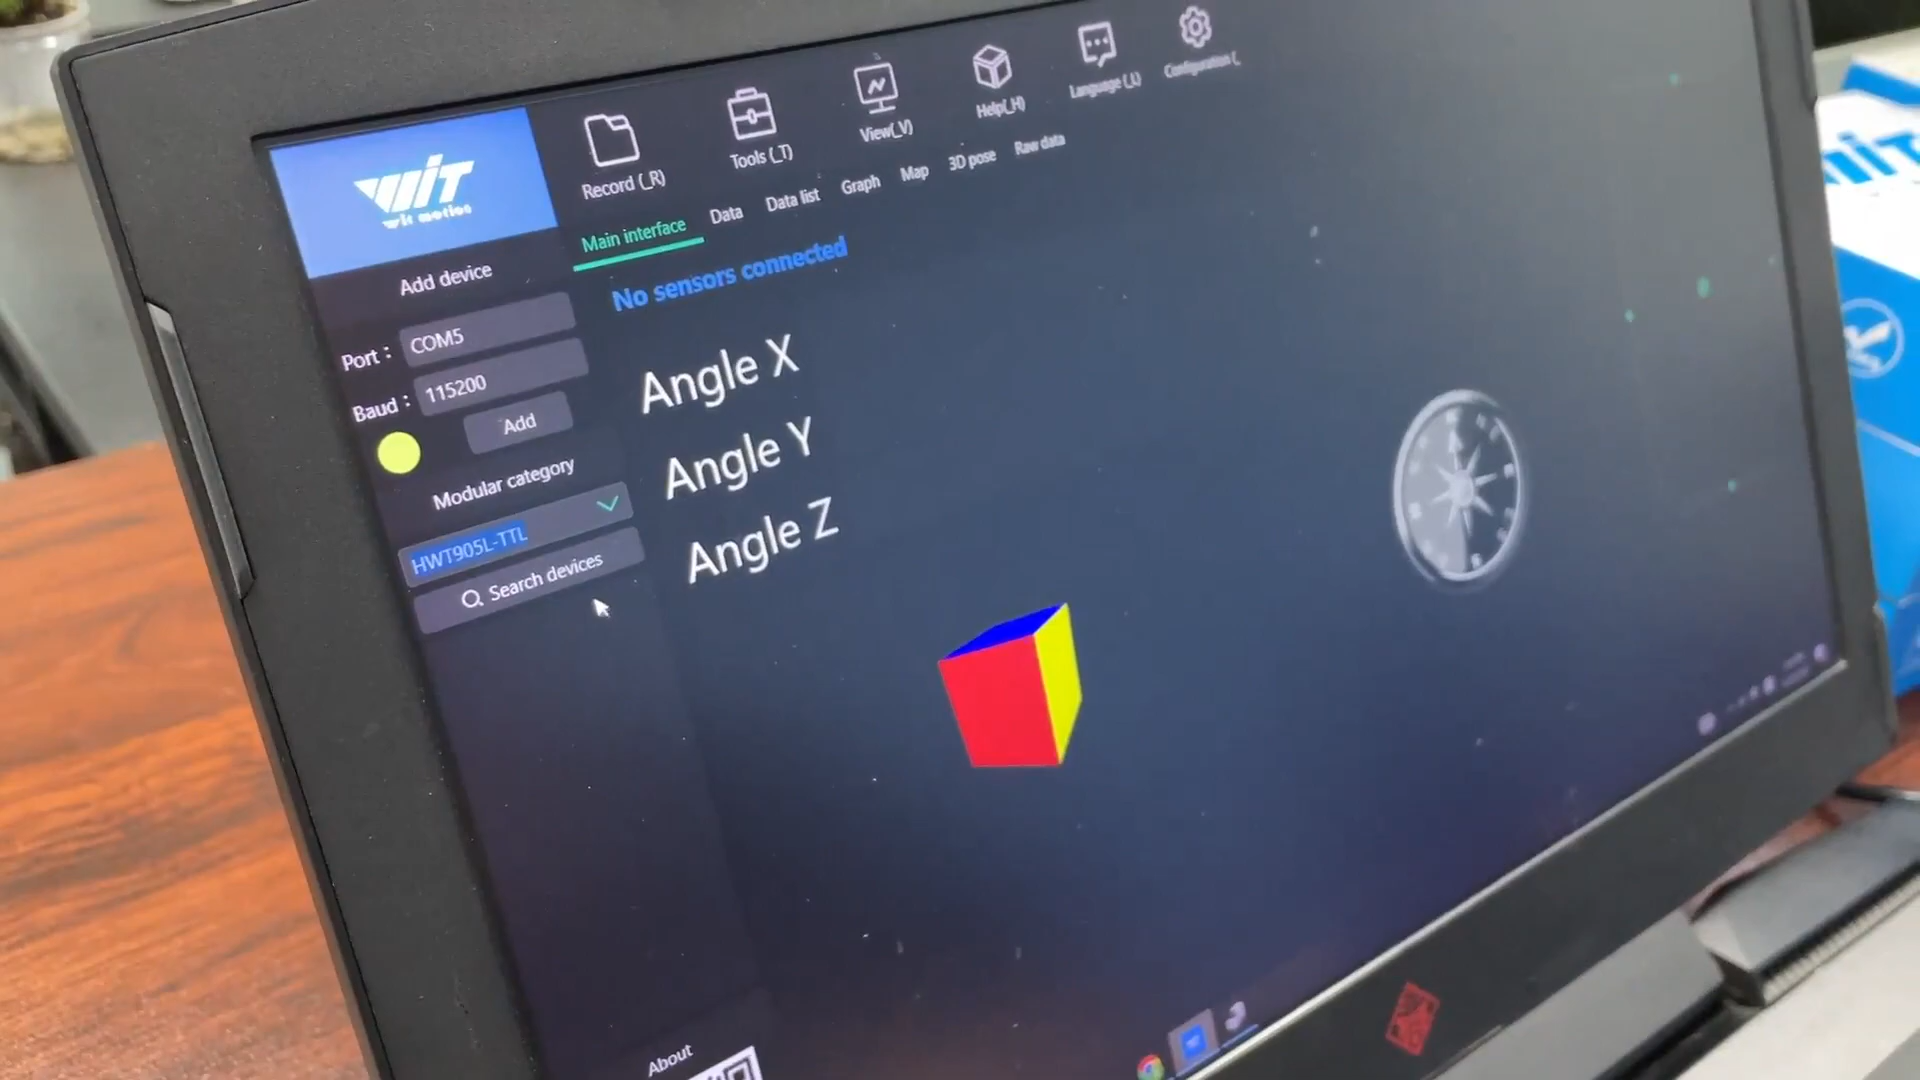 WIT
wit motion
Record (_R)
Tools (_T)
View(_V)
Help(_H)
Language (_L)
Configuration (_
Main interface
Data
Data list
Graph
Map
3D pose
Raw data
Add device
Port :
COM5
Baud :
115200
Add
Modular category
HWT905L-TTL
Search devices
No sensors connected
Angle X
Angle Y
Angle Z
About
WiT